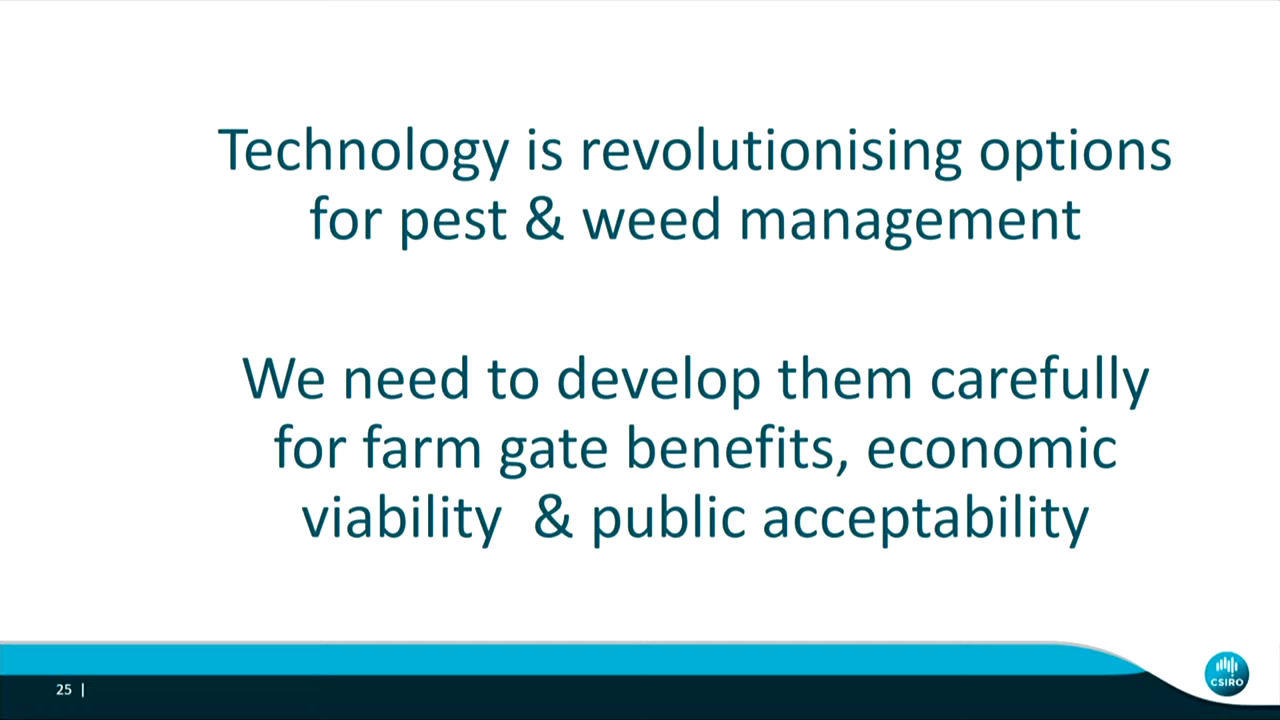 Technology is revolutionising options
for pest & weed management
We need to develop them carefully
for farm gate benefits, economic
viability & public acceptability
25 |
CSIRO